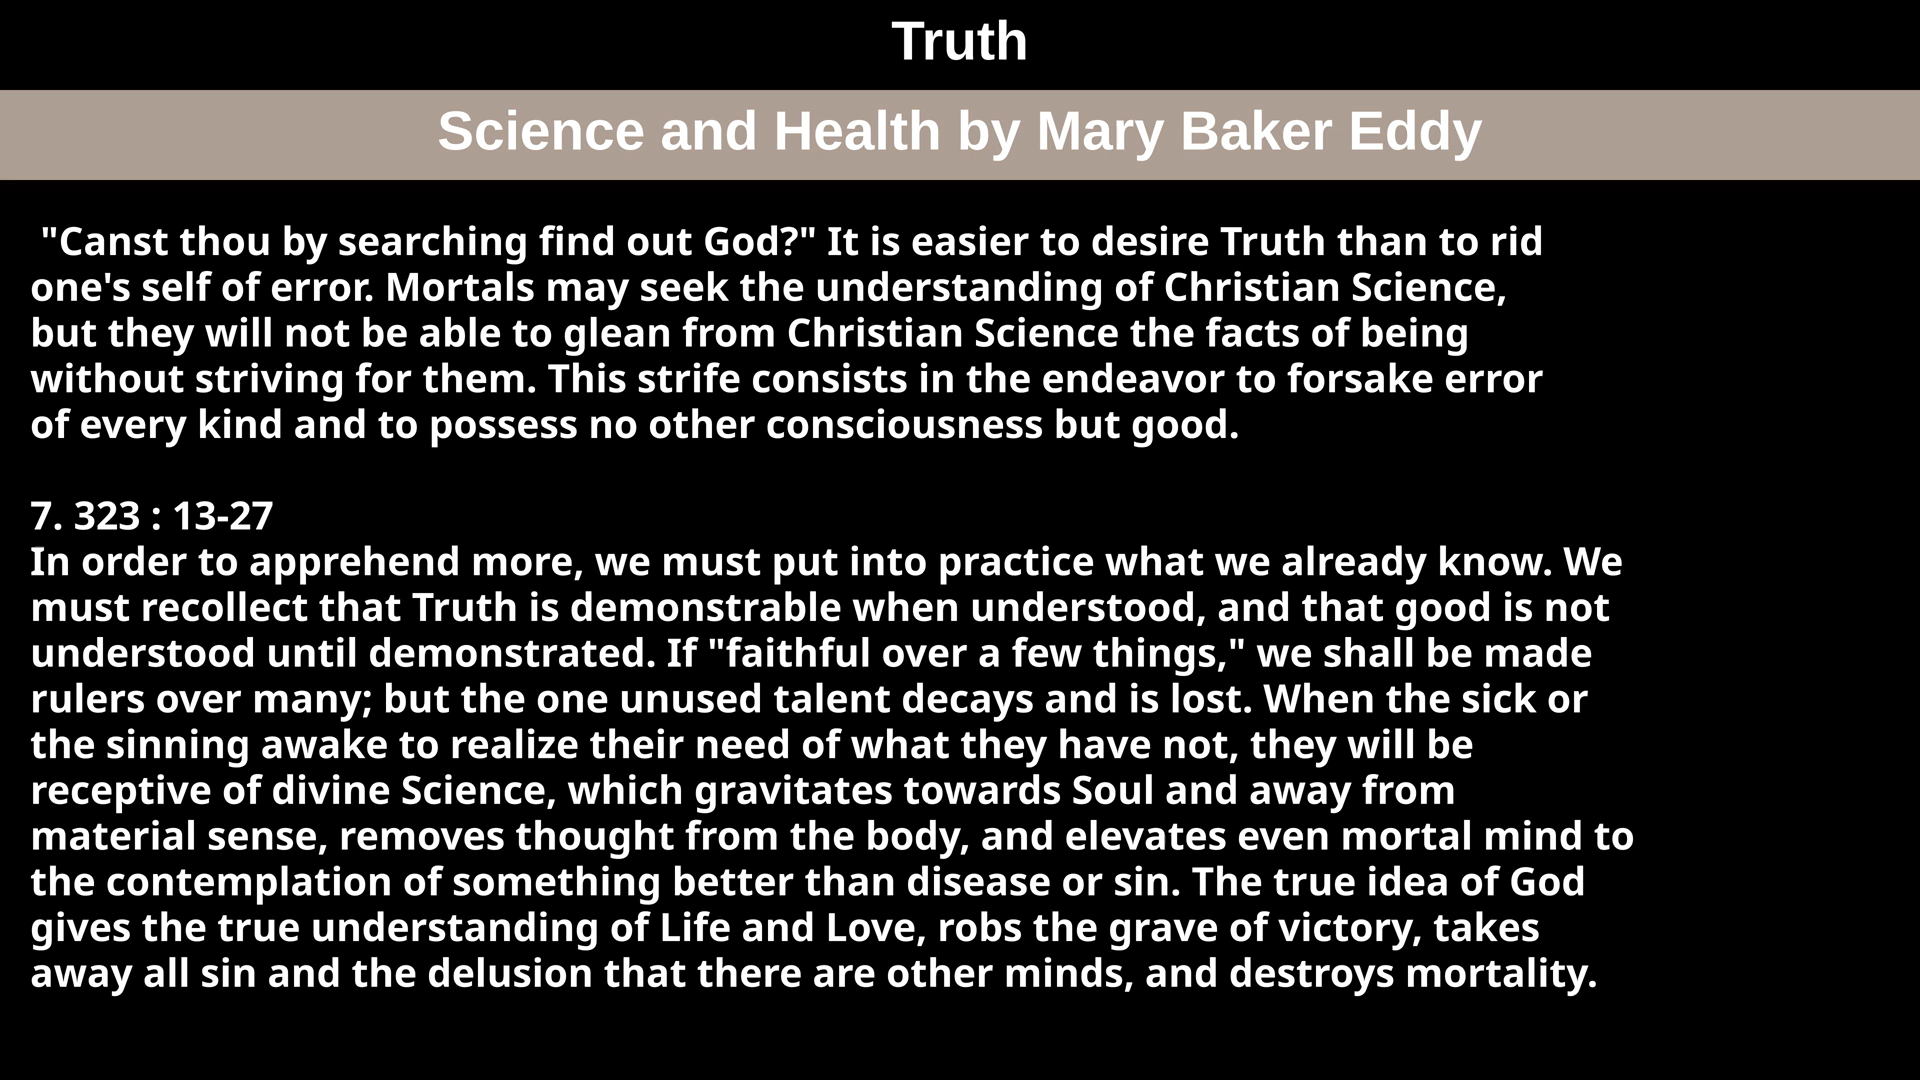 Truth
Science and Health by Mary Baker Eddy
"Canst thou by searching find out God?" It is easier to desire Truth than to rid
one's self of error. Mortals may seek the understanding of Christian Science,
but they will not be able to glean from Christian Science the facts of being
without striving for them. This strife consists in the endeavor to forsake error
of every kind and to possess no other consciousness but good.
7. 323 : 13-27
In order to apprehend more, we must put into practice what we already know. We
must recollect that Truth is demonstrable when understood, and that good is not
understood until demonstrated. If "faithful over a few things," we shall be made
rulers over many; but the one unused talent decays and is lost. When the sick or
the sinning awake to realize their need of what they have not, they will be
receptive of divine Science, which gravitates towards Soul and away from
material sense, removes thought from the body, and elevates even mortal mind to
the contemplation of something better than disease or sin. The true idea of God
gives the true understanding of Life and Love, robs the grave of victory, takes
away all sin and the delusion that there are other minds, and destroys mortality.